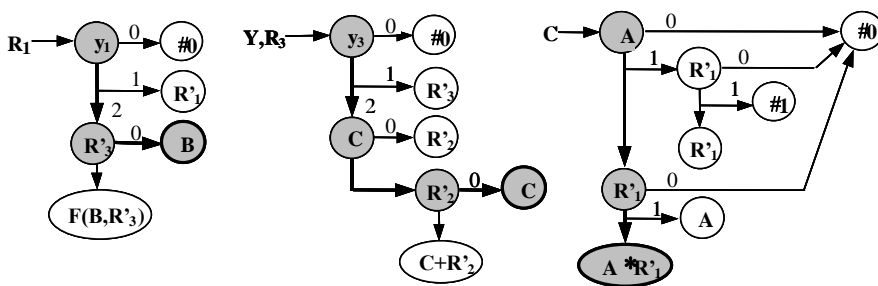 R₁ y₁ 0 #0
1 R'₁
2
R'₃ 0 B
F(B,R'₃)
Y,R₃ y₃ 0 #0
1 R'₃
2
C 0 R'₂
R'₂ 0 C
C+R'₂
C A 0 #0
1 R'₁ 0
1 #1
R'₁
R'₁ 0
1 A
A*R'₁